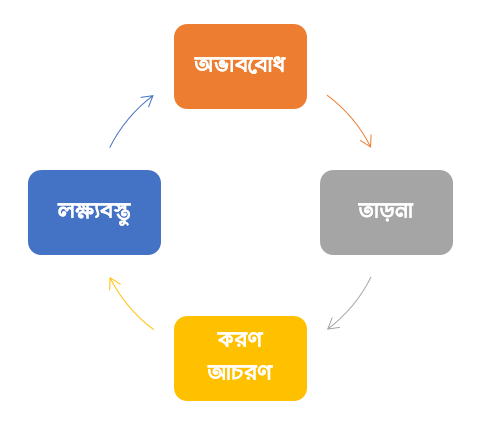 অভাববোধ
তাড়না
করণ
আচরণ
লক্ষ্যবস্তু